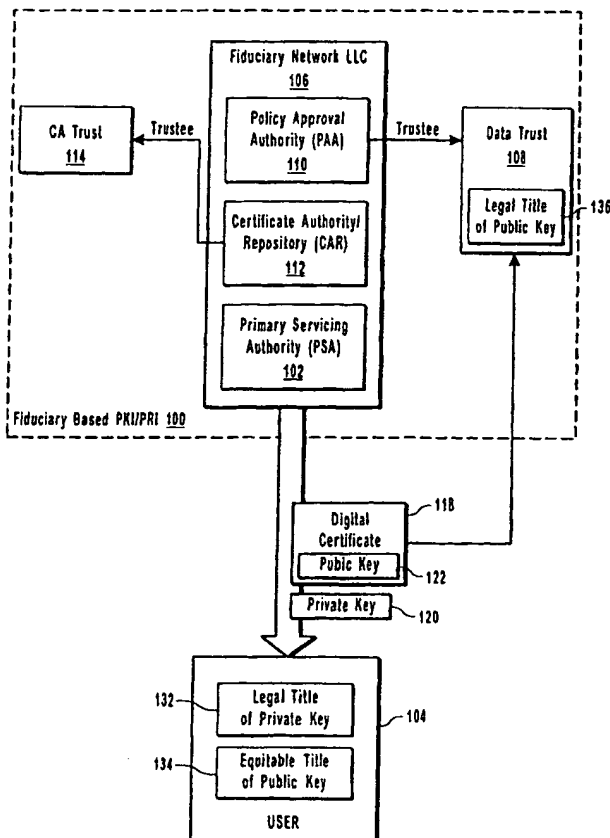 Fiduciary Network LLC
106
Policy Approval
Authority (PAA)
110
Certificate Authority/
Repository (CAR)
112
Primary Servicing
Authority (PSA)
102
CA Trust
114
Trustee
Trustee
Data Trust
108
Legal Title
of Public Key
136
Fiduciary Based PKI/PRI 100
Digital
Certificate
Pubic Key
118
122
Private Key
120
132
Legal Title
of Private Key
104
134
Equitable Title
of Public Key
USER